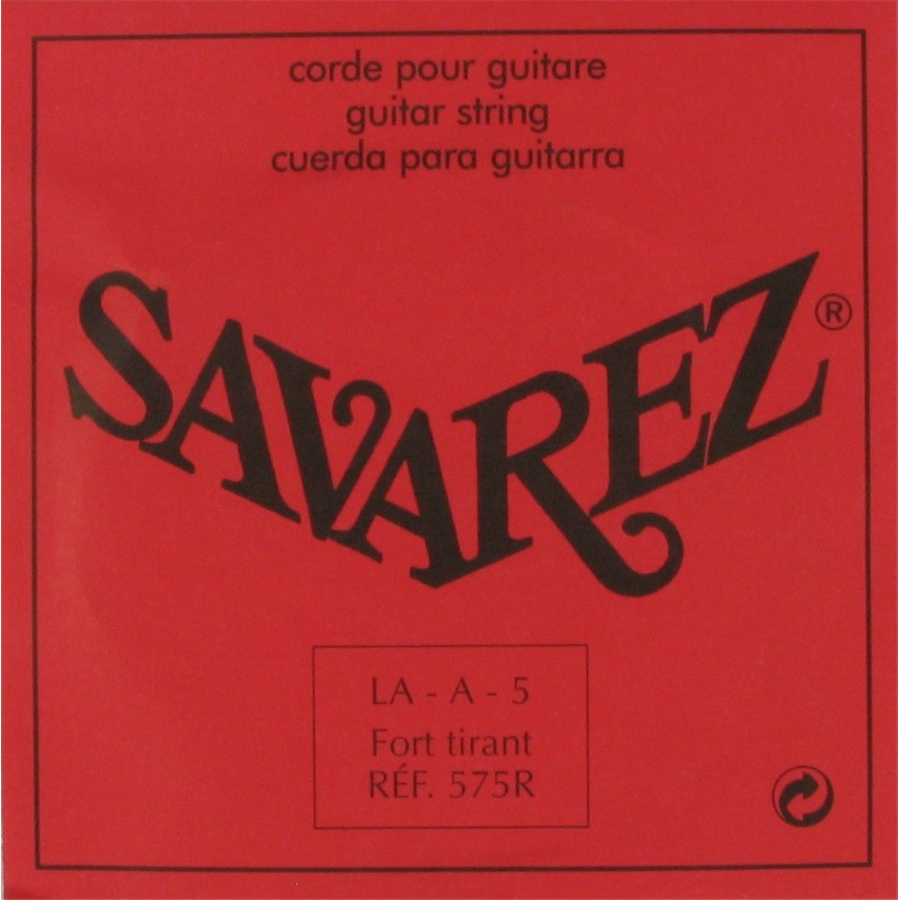 corde pour guitare
guitar string
cuerda para guitarra
SAVAREZ®
LA - A - 5
Fort tirant
RÉF. 575R